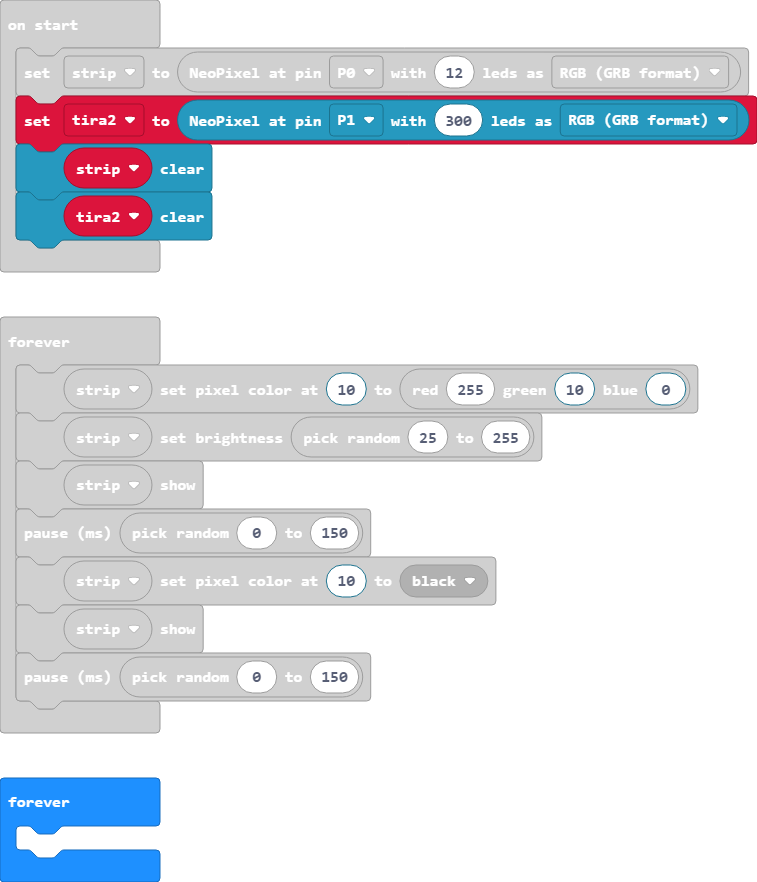 on start
set strip to NeoPixel at pin P0 with 12 leds as RGB (GRB format)
set tira2 to NeoPixel at pin P1 with 300 leds as RGB (GRB format)
strip clear
tira2 clear
forever
strip set pixel color at 10 to red 255 green 10 blue 0
strip set brightness pick random 25 to 255
strip show
pause (ms) pick random 0 to 150
strip set pixel color at 10 to black
strip show
pause (ms) pick random 0 to 150
forever